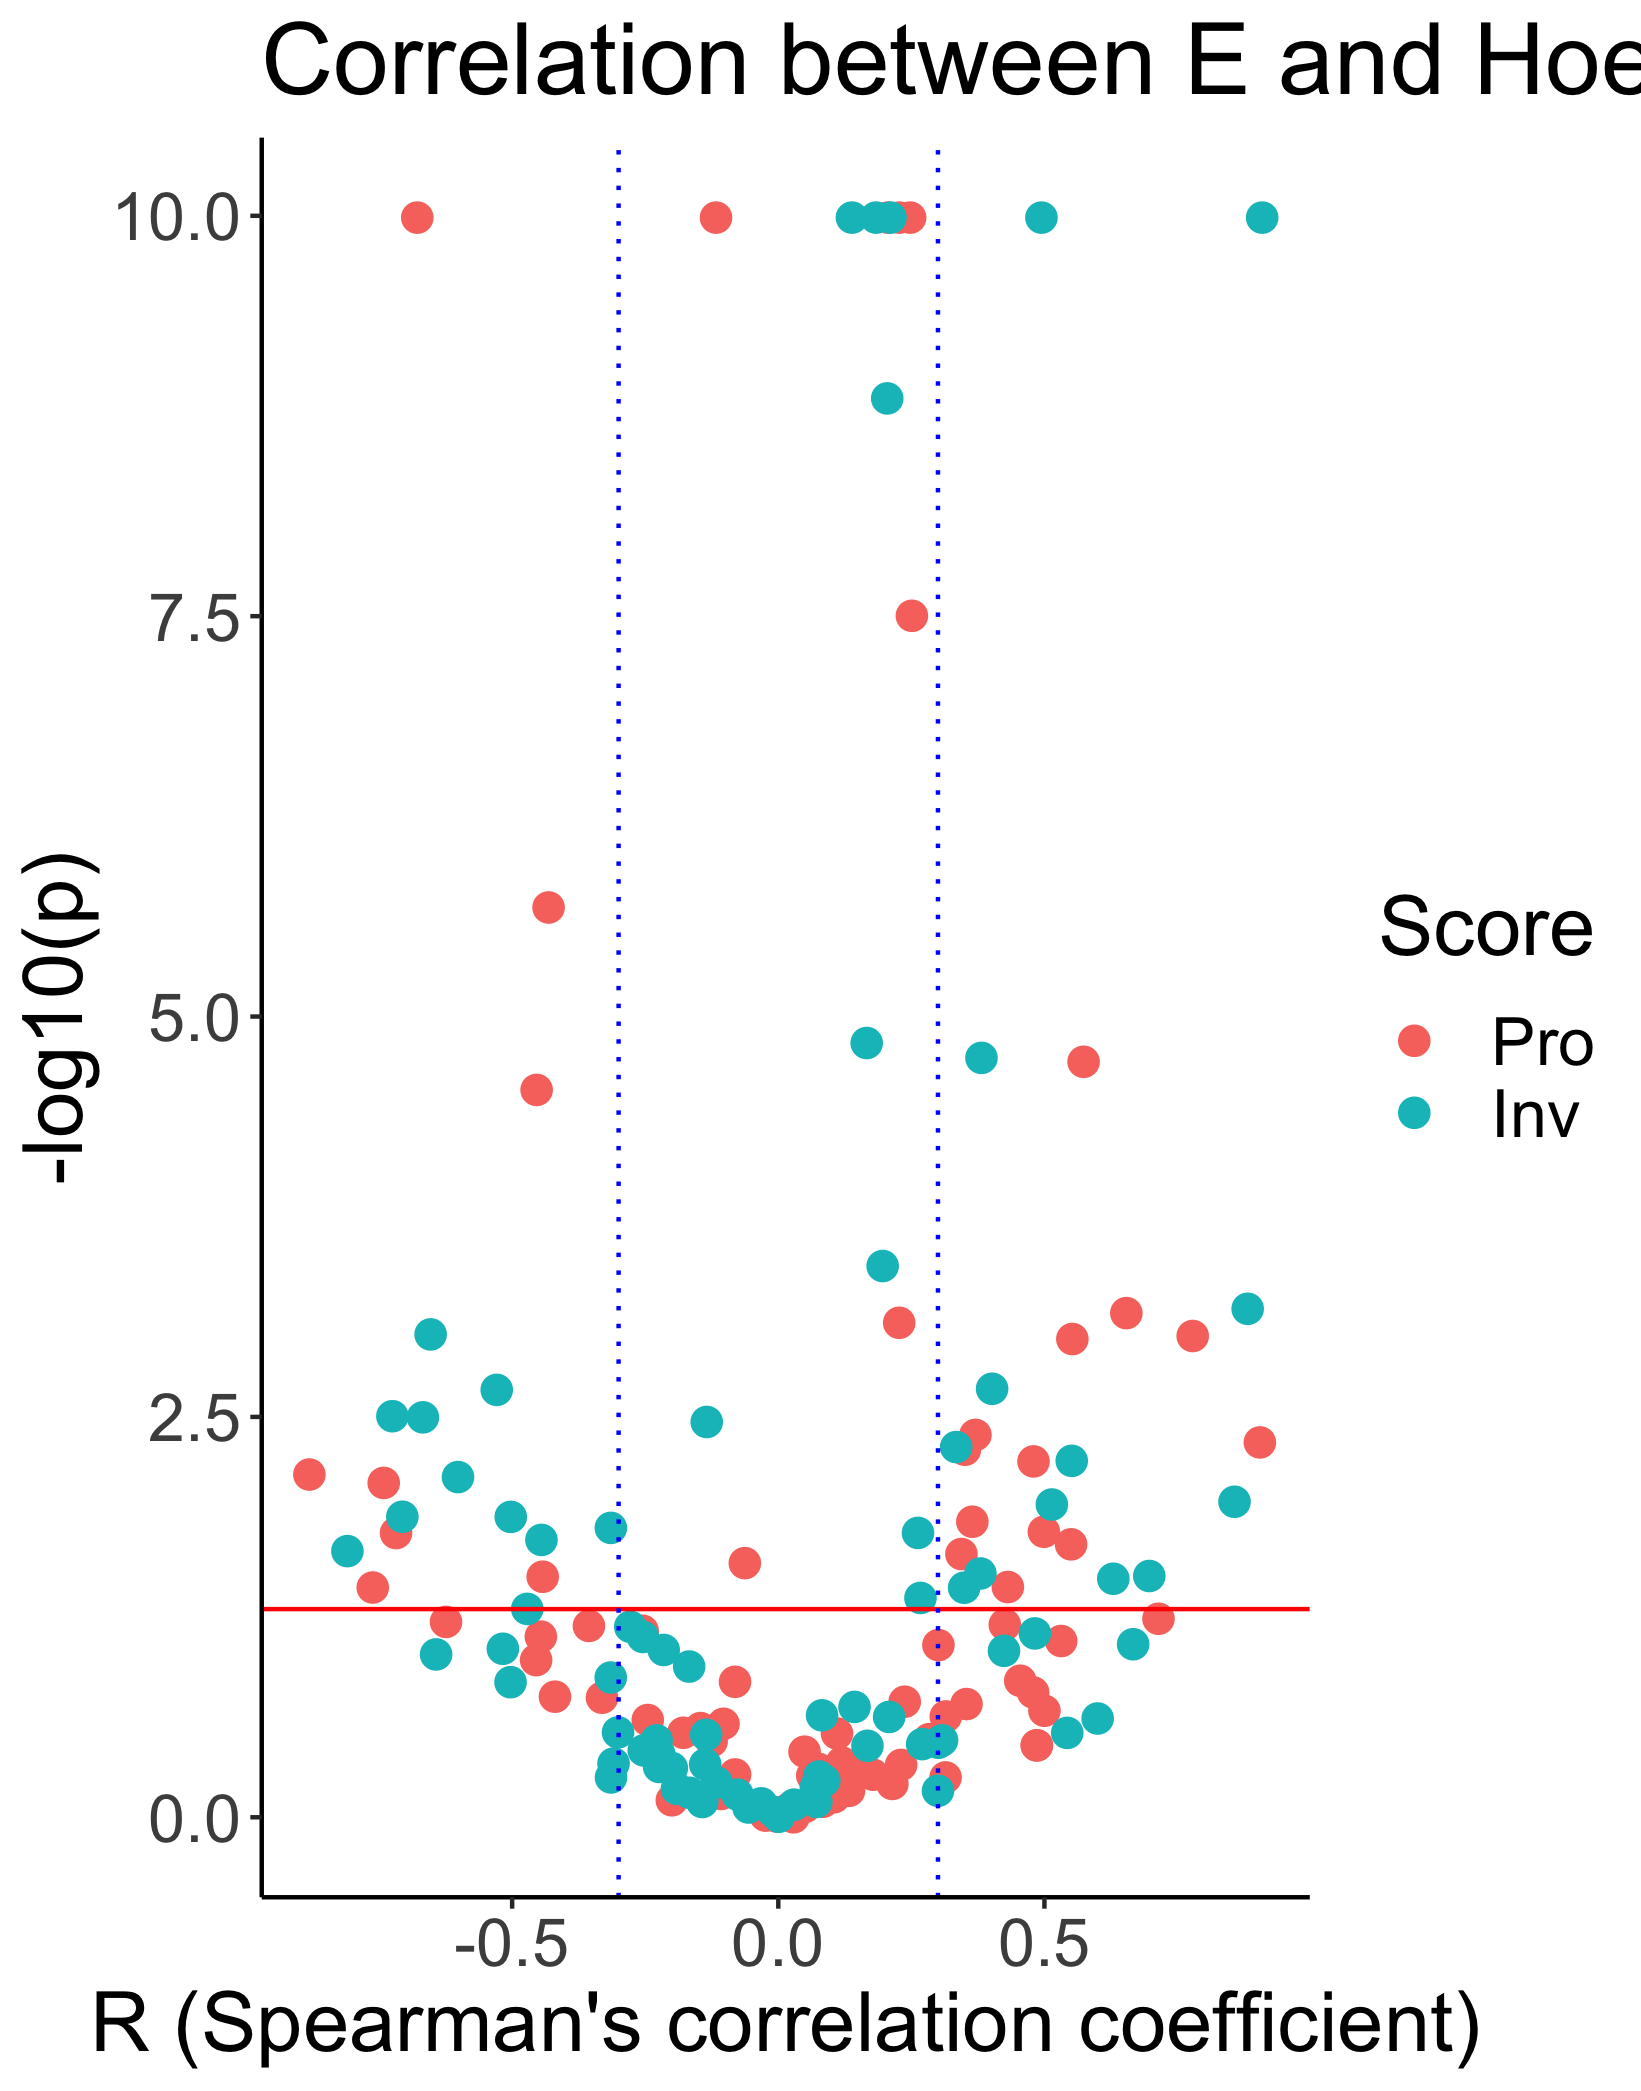 Correlation between E and Hoe
10.0
7.5
5.0
2.5
0.0
-log10(p)
-0.5 0.0 0.5
R (Spearman's correlation coefficient)
Score
Pro
Inv